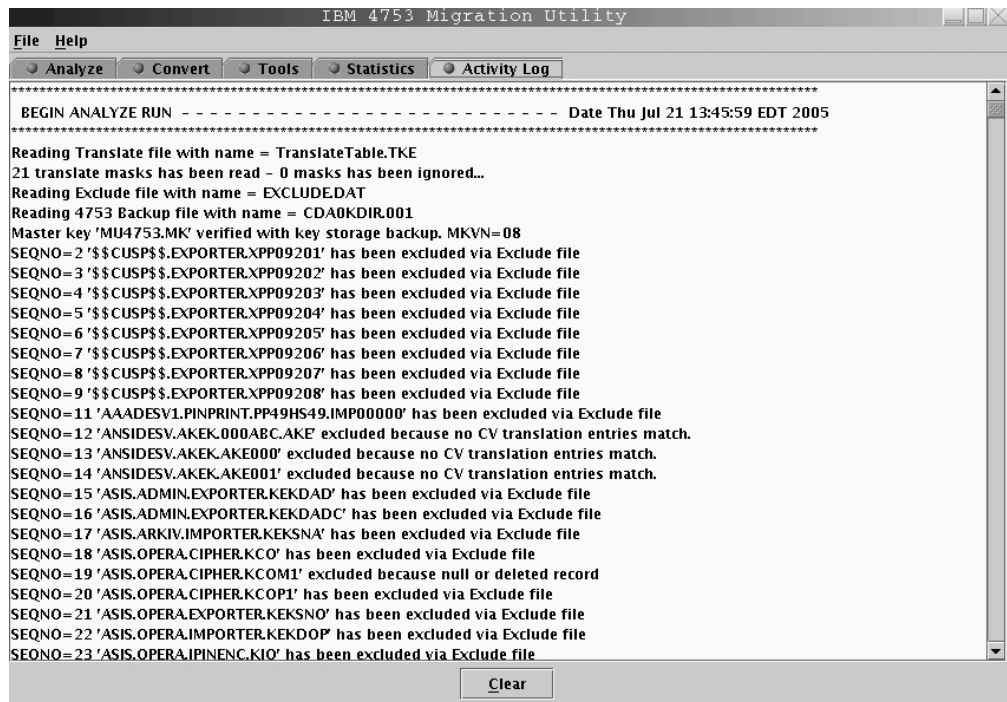 IBM 4753 Migration Utility
File Help
Analyze Convert Tools Statistics Activity Log
****************************************************************************************************************
BEGIN ANALYZE RUN - - - - - - - - - - - - - - - - - - - - - - - - - - - - Date Thu Jul 21 13:45:59 EDT 2005
****************************************************************************************************************
Reading Translate file with name = TranslateTable.TKE
21 translate masks has been read - 0 masks has been ignored...
Reading Exclude file with name = EXCLUDE.DAT
Reading 4753 Backup file with name = CDA0KDIR.001
Master key 'MU4753.MK' verified with key storage backup. MKVN=08
SEQNO=2 '$$CUSP$$.EXPORTER.XPP09201' has been excluded via Exclude file
SEQNO=3 '$$CUSP$$.EXPORTER.XPP09202' has been excluded via Exclude file
SEQNO=4 '$$CUSP$$.EXPORTER.XPP09203' has been excluded via Exclude file
SEQNO=5 '$$CUSP$$.EXPORTER.XPP09204' has been excluded via Exclude file
SEQNO=6 '$$CUSP$$.EXPORTER.XPP09205' has been excluded via Exclude file
SEQNO=7 '$$CUSP$$.EXPORTER.XPP09206' has been excluded via Exclude file
SEQNO=8 '$$CUSP$$.EXPORTER.XPP09207' has been excluded via Exclude file
SEQNO=9 '$$CUSP$$.EXPORTER.XPP09208' has been excluded via Exclude file
SEQNO=11 'AAADESV1.PINPRINT.PP49HS49.IMP00000' has been excluded via Exclude file
SEQNO=12 'ANSIDESV.AKEK.000ABC.AKE' excluded because no CV translation entries match.
SEQNO=13 'ANSIDESV.AKEK.AKE000' excluded because no CV translation entries match.
SEQNO=14 'ANSIDESV.AKEK.AKE001' excluded because no CV translation entries match.
SEQNO=15 'ASIS.ADMIN.EXPORTER.KEKDAD' has been excluded via Exclude file
SEQNO=16 'ASIS.ADMIN.EXPORTER.KEKDADC' has been excluded via Exclude file
SEQNO=17 'ASIS.ARKIV.IMPORTER.KEKSNA' has been excluded via Exclude file
SEQNO=18 'ASIS.OPERA.CIPHER.KCO' has been excluded via Exclude file
SEQNO=19 'ASIS.OPERA.CIPHER.KCOM1' excluded because null or deleted record
SEQNO=20 'ASIS.OPERA.CIPHER.KCOP1' has been excluded via Exclude file
SEQNO=21 'ASIS.OPERA.EXPORTER.KEKSNO' has been excluded via Exclude file
SEQNO=22 'ASIS.OPERA.IMPORTER.KEKDOP' has been excluded via Exclude file
SEQNO=23 'ASIS.OPERA.IPINENC.KIO' has been excluded via Exclude file
Clear